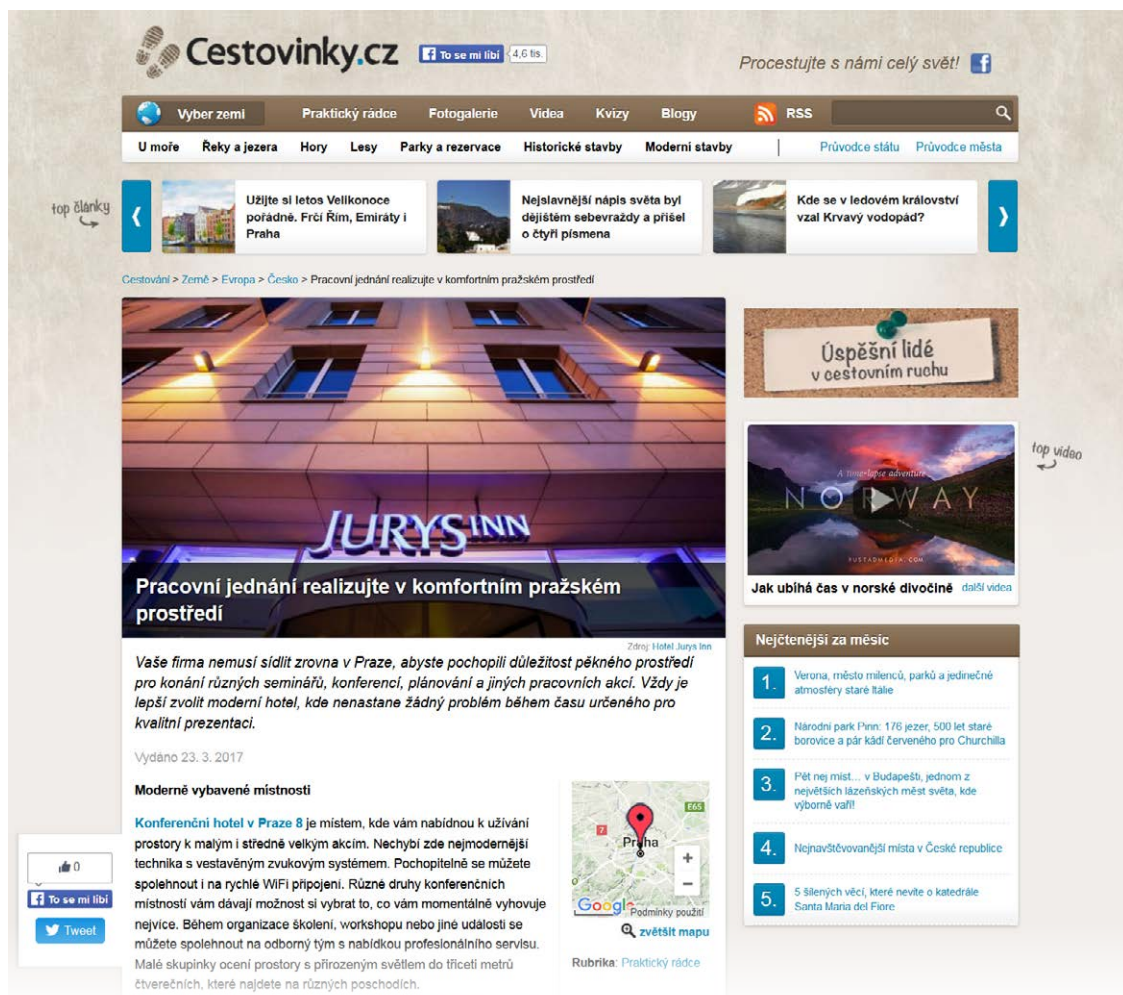 Cestovinky.cz
To se mi líbí
4,6 tis.
Procestujte s námi celý svět!
Vyber zemi
Praktický rádce
Fotogalerie
Videa
Kvizy
Blogy
RSS
U moře
Řeky a jezera
Hory
Lesy
Parky a rezervace
Historické stavby
Moderní stavby
Průvodce státu
Průvodce města
top články
Užijte si letos Velikonoce
pořádně. Frčí Řím, Emiráty i
Praha
Nejslavnější nápis světa byl
dějištěm sebevraždy a přišel
o čtyři písmena
Kde se v ledovém království
vzal Krvavý vodopád?
Cestování > Země > Evropa > Česko > Pracovní jednání realizujte v komfortním pražském prostředí
JURYS INN
Pracovní jednání realizujte v komfortním pražském
prostředí
Zdroj: Hotel Jurys Inn
Vaše firma nemusí sídlit zrovna v Praze, abyste pochopili důležitost pěkného prostředí
pro konání různých seminářů, konferencí, plánování a jiných pracovních akcí. Vždy je
lepší zvolit moderní hotel, kde nenastane žádný problém během času určeného pro
kvalitní prezentaci.
Vydáno 23. 3. 2017
Moderně vybavené místnosti
Konferenční hotel v Praze 8 je místem, kde vám nabídnou k užívání
prostory k malým i středně velkým akcím. Nechybí zde nejmodernější
technika s vestavěným zvukovým systémem. Pochopitelně se můžete
spolehnout i na rychlé WiFi připojení. Různé druhy konferenčních
místností vám dávají možnost si vybrat to, co vám momentálně vyhovuje
nejvíce. Během organizace školení, workshopu nebo jiné události se
můžete spolehnout na odborný tým s nabídkou profesionálního servisu.
Malé skupinky ocení prostory s přirozeným světlem do třiceti metrů
čtverečních, které najdete na různých poschodích.
E65
7
Praha
+
−
Google
Podmínky použití
zvětšit mapu
Rubrika: Praktický rádce
0
To se mi líbí
Tweet
Úspěšní lidé
v cestovním ruchu
top video
A time-lapse adventure
NORWAY
RUSTADMEDIA.COM
Jak ubíhá čas v norské divočině
další videa
Nejčtenější za měsíc
1.
Verona, město milenců, parků a jedinečné
atmosféry staré Itálie
2.
Národní park Pirin: 176 jezer, 500 let staré
borovice a pár kádí červeného pro Churchilla
3.
Pět nej míst... v Budapešti, jednom z
největších lázeňských měst světa, kde
výborně vaří!
4.
Nejnavštěvovanější místa v České republice
5.
5 šílených věcí, které nevíte o katedrále
Santa Maria del Fiore